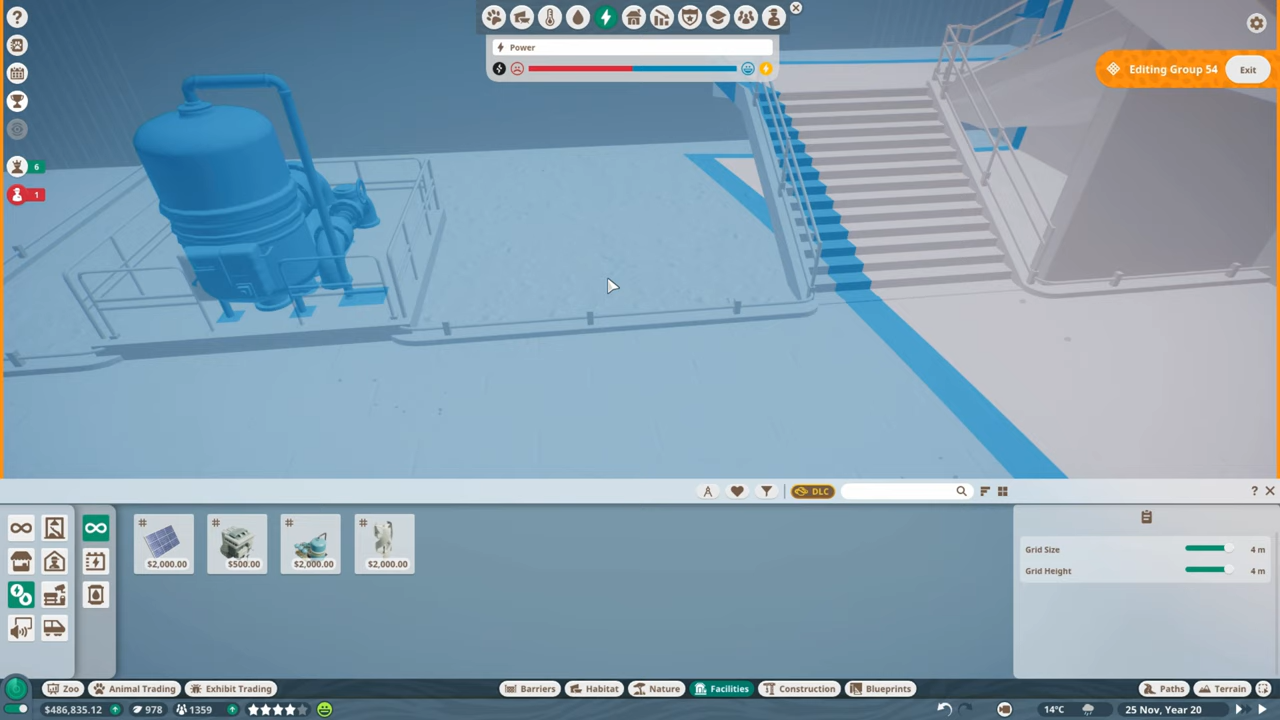 Power
Editing Group 54
Exit
6
1
DLC
$2,000.00
$500.00
$2,000.00
$2,000.00
Grid Size
4 m
Grid Height
4 m
Zoo
Animal Trading
Exhibit Trading
Barriers
Habitat
Nature
Facilities
Construction
Blueprints
Paths
Terrain
$486,835.12
978
1359
14°C
25 Nov, Year 20